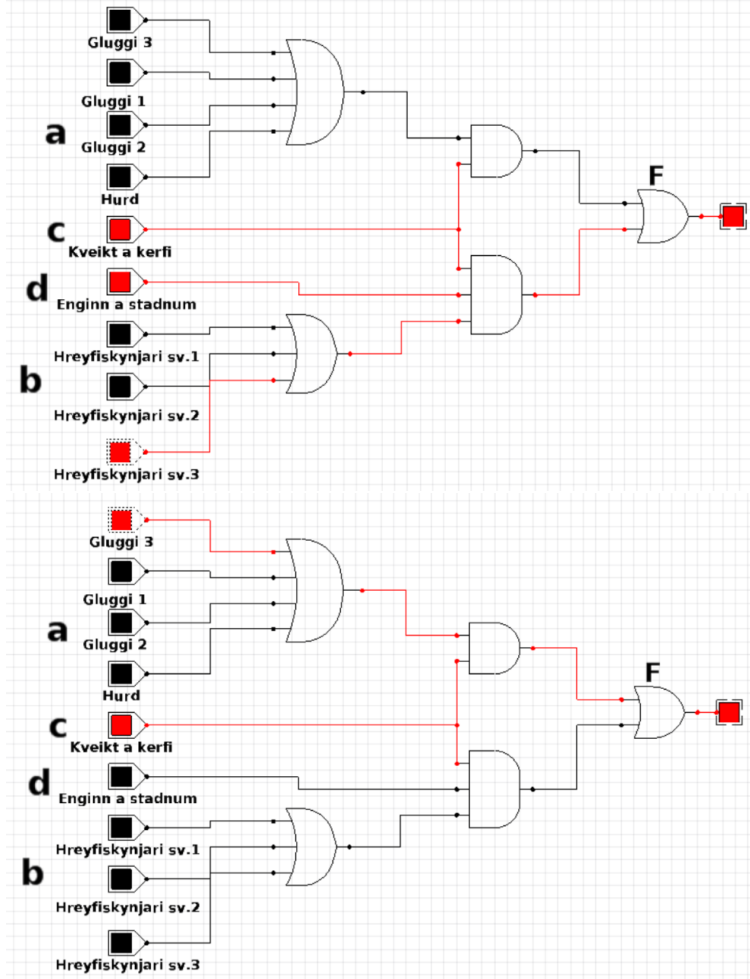 Gluggi 3
Gluggi 1
a
Gluggi 2
Hurd
c
Kveikt a kerfi
F
d
Enginn a stadnum
Hreyfiskynjari sv.1
b
Hreyfiskynjari sv.2
Hreyfiskynjari sv.3
Gluggi 3
Gluggi 1
a
Gluggi 2
Hurd
c
Kveikt a kerfi
F
d
Enginn a stadnum
Hreyfiskynjari sv.1
b
Hreyfiskynjari sv.2
Hreyfiskynjari sv.3